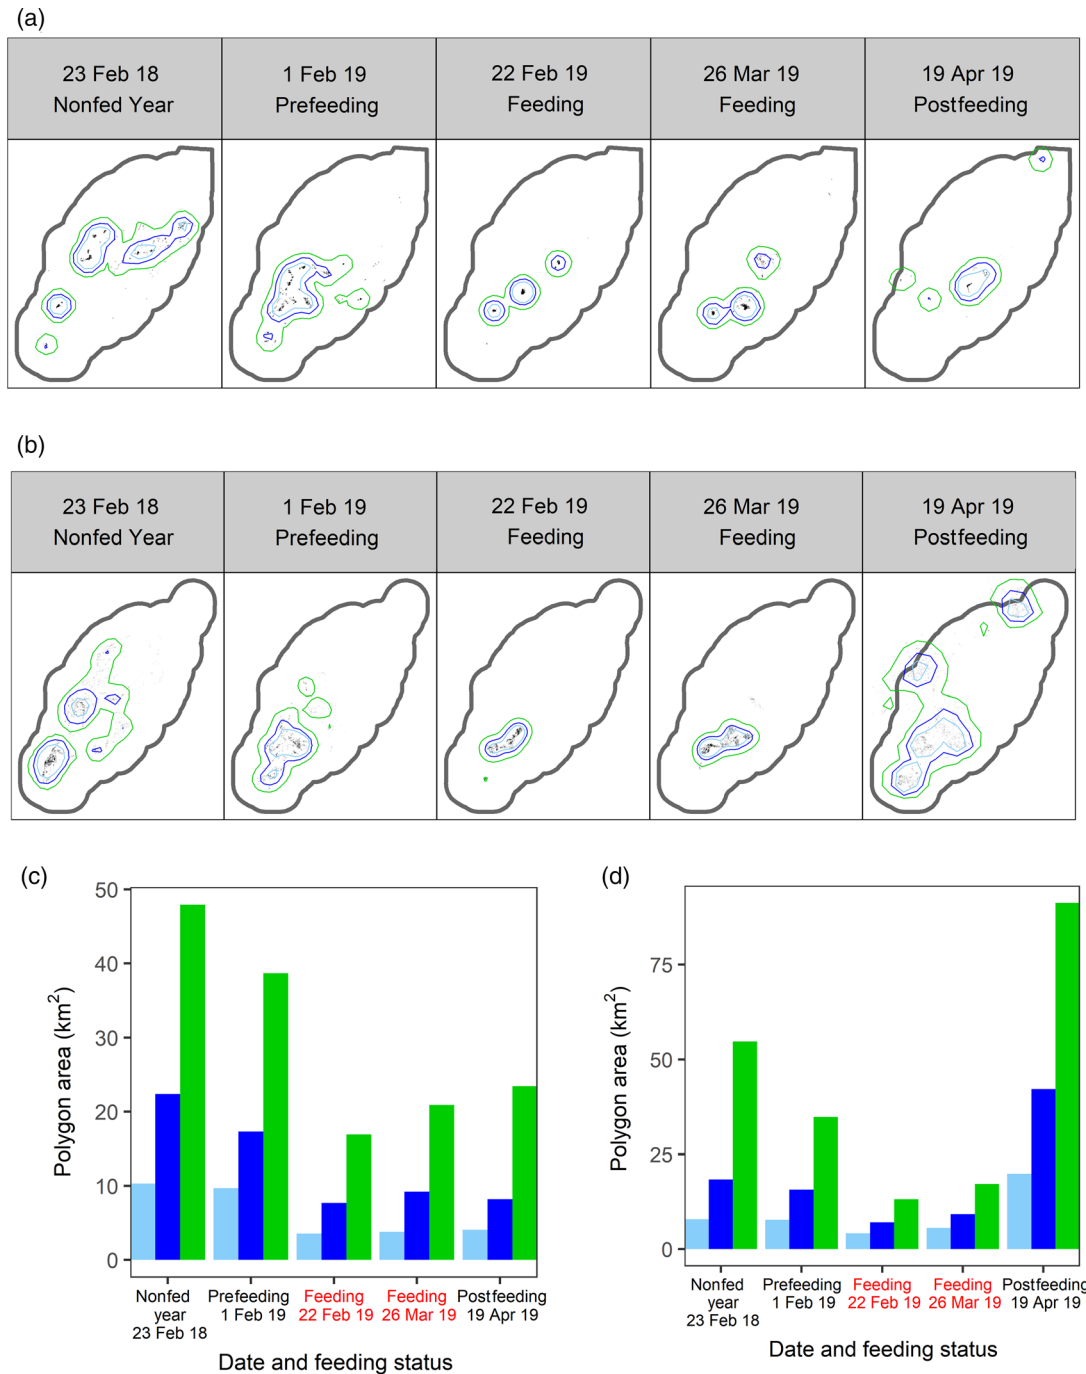 (a)
23 Feb 18
Nonfed Year
1 Feb 19
Prefeeding
22 Feb 19
Feeding
26 Mar 19
Feeding
19 Apr 19
Postfeeding
(b)
23 Feb 18
Nonfed Year
1 Feb 19
Prefeeding
22 Feb 19
Feeding
26 Mar 19
Feeding
19 Apr 19
Postfeeding
(c)
Polygon area (km²)
50
40
30
20
10
0
Nonfed
year
23 Feb 18
Prefeeding
1 Feb 19
Feeding
22 Feb 19
Feeding
26 Mar 19
Postfeeding
19 Apr 19
Date and feeding status
(d)
Polygon area (km²)
75
50
25
0
Nonfed
year
23 Feb 18
Prefeeding
1 Feb 19
Feeding
22 Feb 19
Feeding
26 Mar 19
Postfeeding
19 Apr 19
Date and feeding status